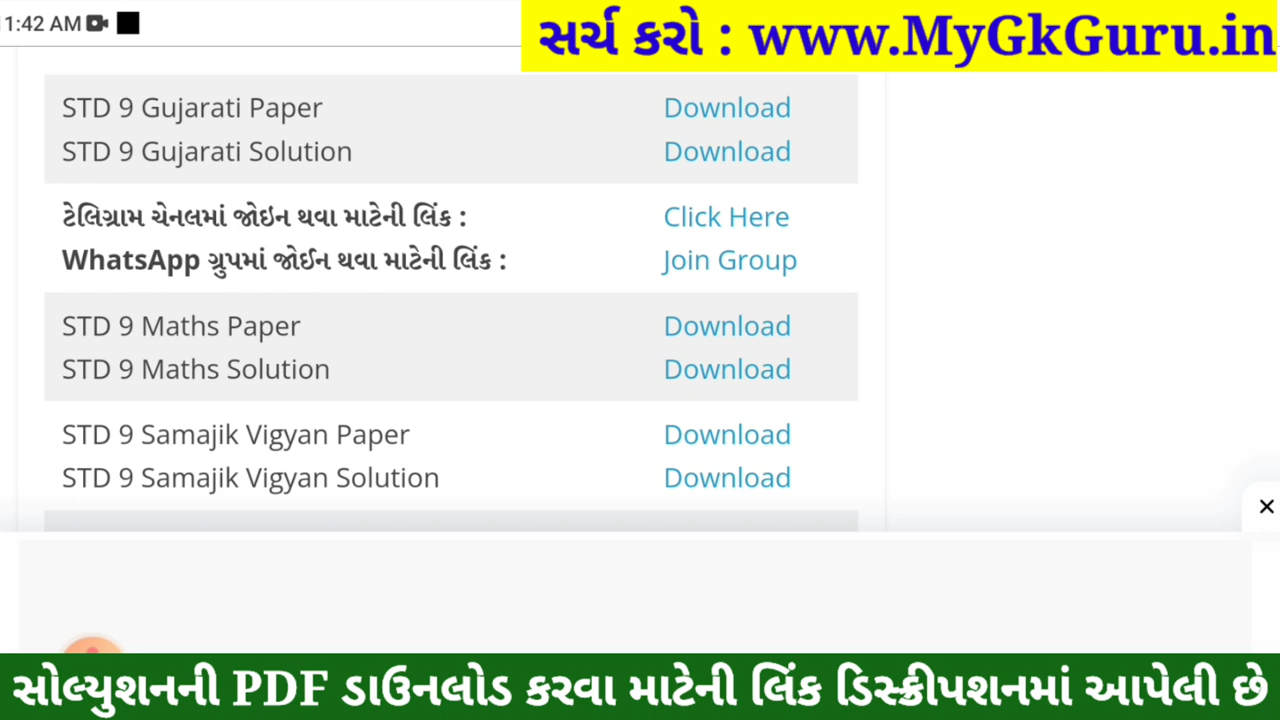 11:42 AM
સર્ચ કરો : www.MyGkGuru.in
STD 9 Gujarati Paper Download
STD 9 Gujarati Solution Download
ટેલિગ્રામ ચેનલમાં જોઇન થવા માટેની લિંક : Click Here
WhatsApp ગ્રુપમાં જોઈન થવા માટેની લિંક : Join Group
STD 9 Maths Paper Download
STD 9 Maths Solution Download
STD 9 Samajik Vigyan Paper Download
STD 9 Samajik Vigyan Solution Download
સોલ્યુશનની PDF ડાઉનલોડ કરવા માટેની લિંક ડિસ્ક્રીપશનમાં આપેલી છે